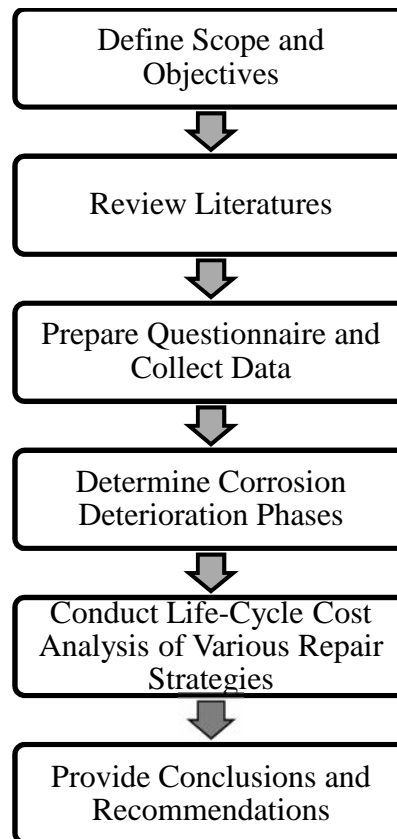 Define Scope and
Objectives
Review Literatures
Prepare Questionnaire and
Collect Data
Determine Corrosion
Deterioration Phases
Conduct Life-Cycle Cost
Analysis of Various Repair
Strategies
Provide Conclusions and
Recommendations